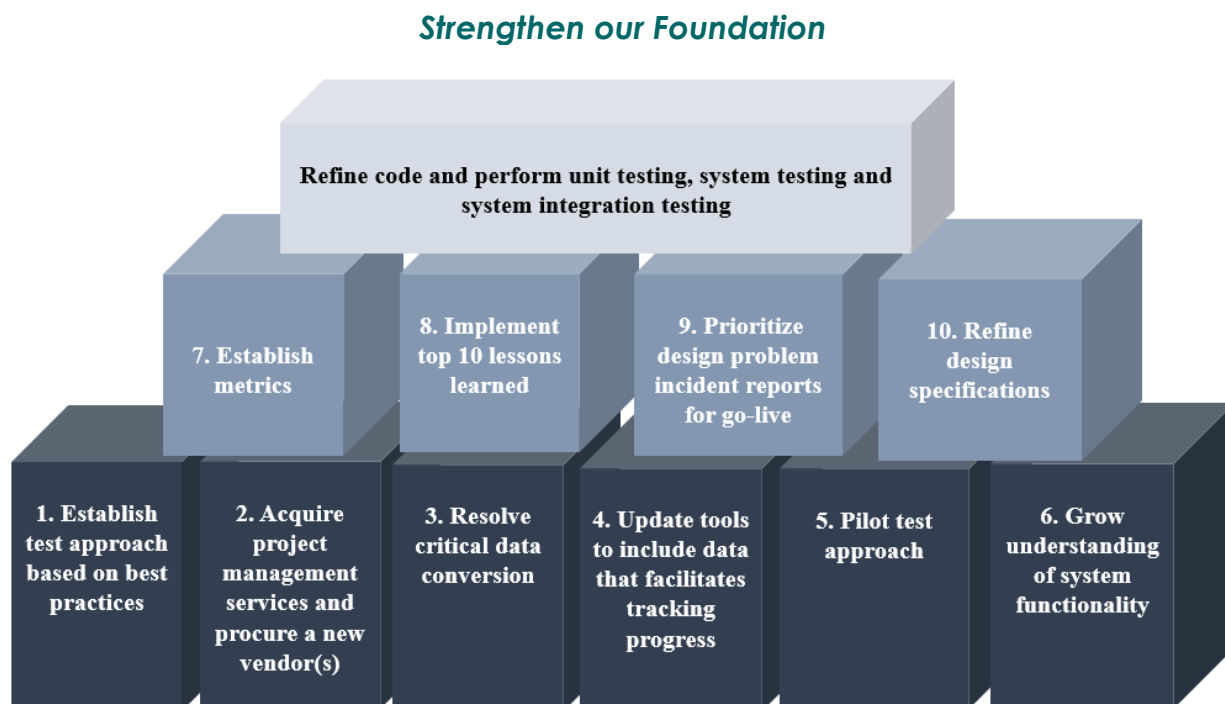 Strengthen our Foundation
Refine code and perform unit testing, system testing and
system integration testing
7. Establish
metrics
8. Implement
top 10 lessons
learned
9. Prioritize
design problem
incident reports
for go-live
10. Refine
design
specifications
1. Establish
test approach
based on best
practices
2. Acquire
project
management
services and
procure a new
vendor(s)
3. Resolve
critical data
conversion
4. Update tools
to include data
that facilitates
tracking
progress
5. Pilot test
approach
6. Grow
understanding
of system
functionality